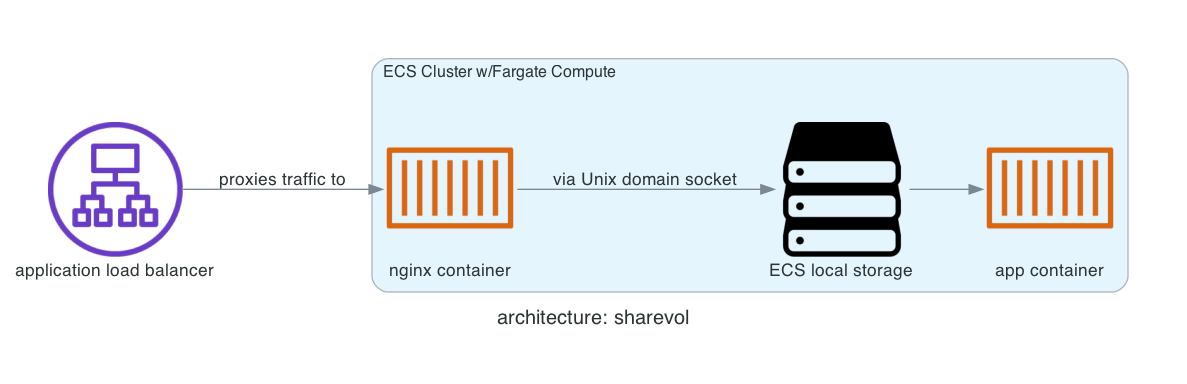 ECS Cluster w/Fargate Compute
proxies traffic to
via Unix domain socket
application load balancer
nginx container
ECS local storage
app container
architecture: sharevol